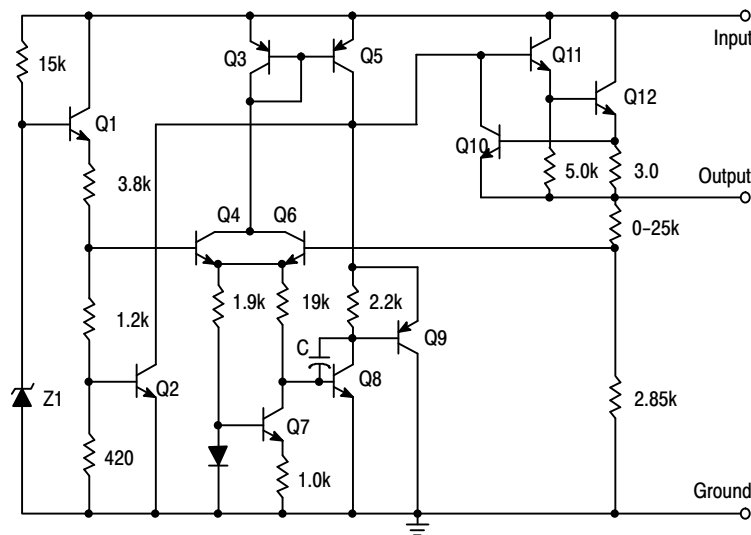 Input
15k
Q3
Q5
Q11
Q12
Q1
Q10
3.8k
5.0k
3.0
Output
Q4
Q6
0–25k
1.9k
19k
2.2k
1.2k
C
Q9
Q2
Q8
Z1
2.85k
Q7
420
1.0k
Ground